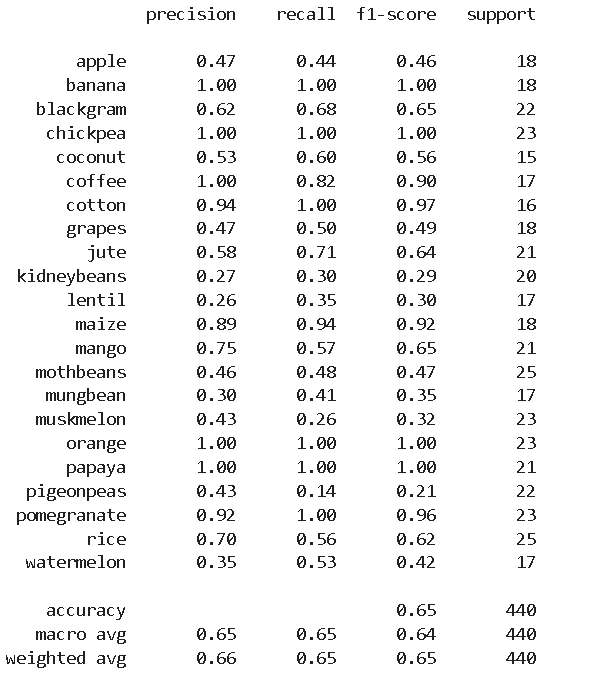 precision recall f1-score support
apple 0.47 0.44 0.46 18
banana 1.00 1.00 1.00 18
blackgram 0.62 0.68 0.65 22
chickpea 1.00 1.00 1.00 23
coconut 0.53 0.60 0.56 15
coffee 1.00 0.82 0.90 17
cotton 0.94 1.00 0.97 16
grapes 0.47 0.50 0.49 18
jute 0.58 0.71 0.64 21
kidneybeans 0.27 0.30 0.29 20
lentil 0.26 0.35 0.30 17
maize 0.89 0.94 0.92 18
mango 0.75 0.57 0.65 21
mothbeans 0.46 0.48 0.47 25
mungbean 0.30 0.41 0.35 17
muskmelon 0.43 0.26 0.32 23
orange 1.00 1.00 1.00 23
papaya 1.00 1.00 1.00 21
pigeonpeas 0.43 0.14 0.21 22
pomegranate 0.92 1.00 0.96 23
rice 0.70 0.56 0.62 25
watermelon 0.35 0.53 0.42 17
accuracy 0.65 440
macro avg 0.65 0.65 0.64 440
weighted avg 0.66 0.65 0.65 440